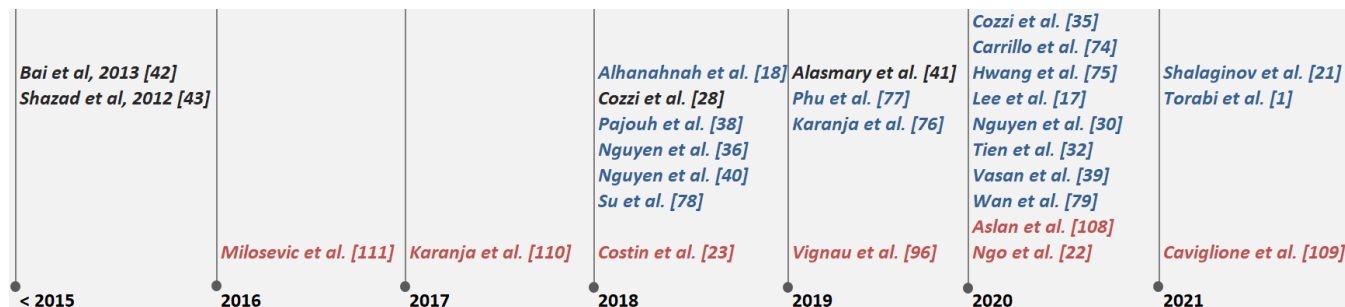 Bai et al, 2013 [42]
Shazad et al, 2012 [43]
< 2015
Milosevic et al. [111]
2016
Karanja et al. [110]
2017
Alhanahnah et al. [18]
Cozzi et al. [28]
Pajouh et al. [38]
Nguyen et al. [36]
Nguyen et al. [40]
Su et al. [78]
Costin et al. [23]
2018
Alasmary et al. [41]
Phu et al. [77]
Karanja et al. [76]
Vignau et al. [96]
2019
Cozzi et al. [35]
Carrillo et al. [74]
Hwang et al. [75]
Lee et al. [17]
Nguyen et al. [30]
Tien et al. [32]
Vasan et al. [39]
Wan et al. [79]
Aslan et al. [108]
Ngo et al. [22]
2020
Shalaginov et al. [21]
Torabi et al. [1]
Caviglione et al. [109]
2021